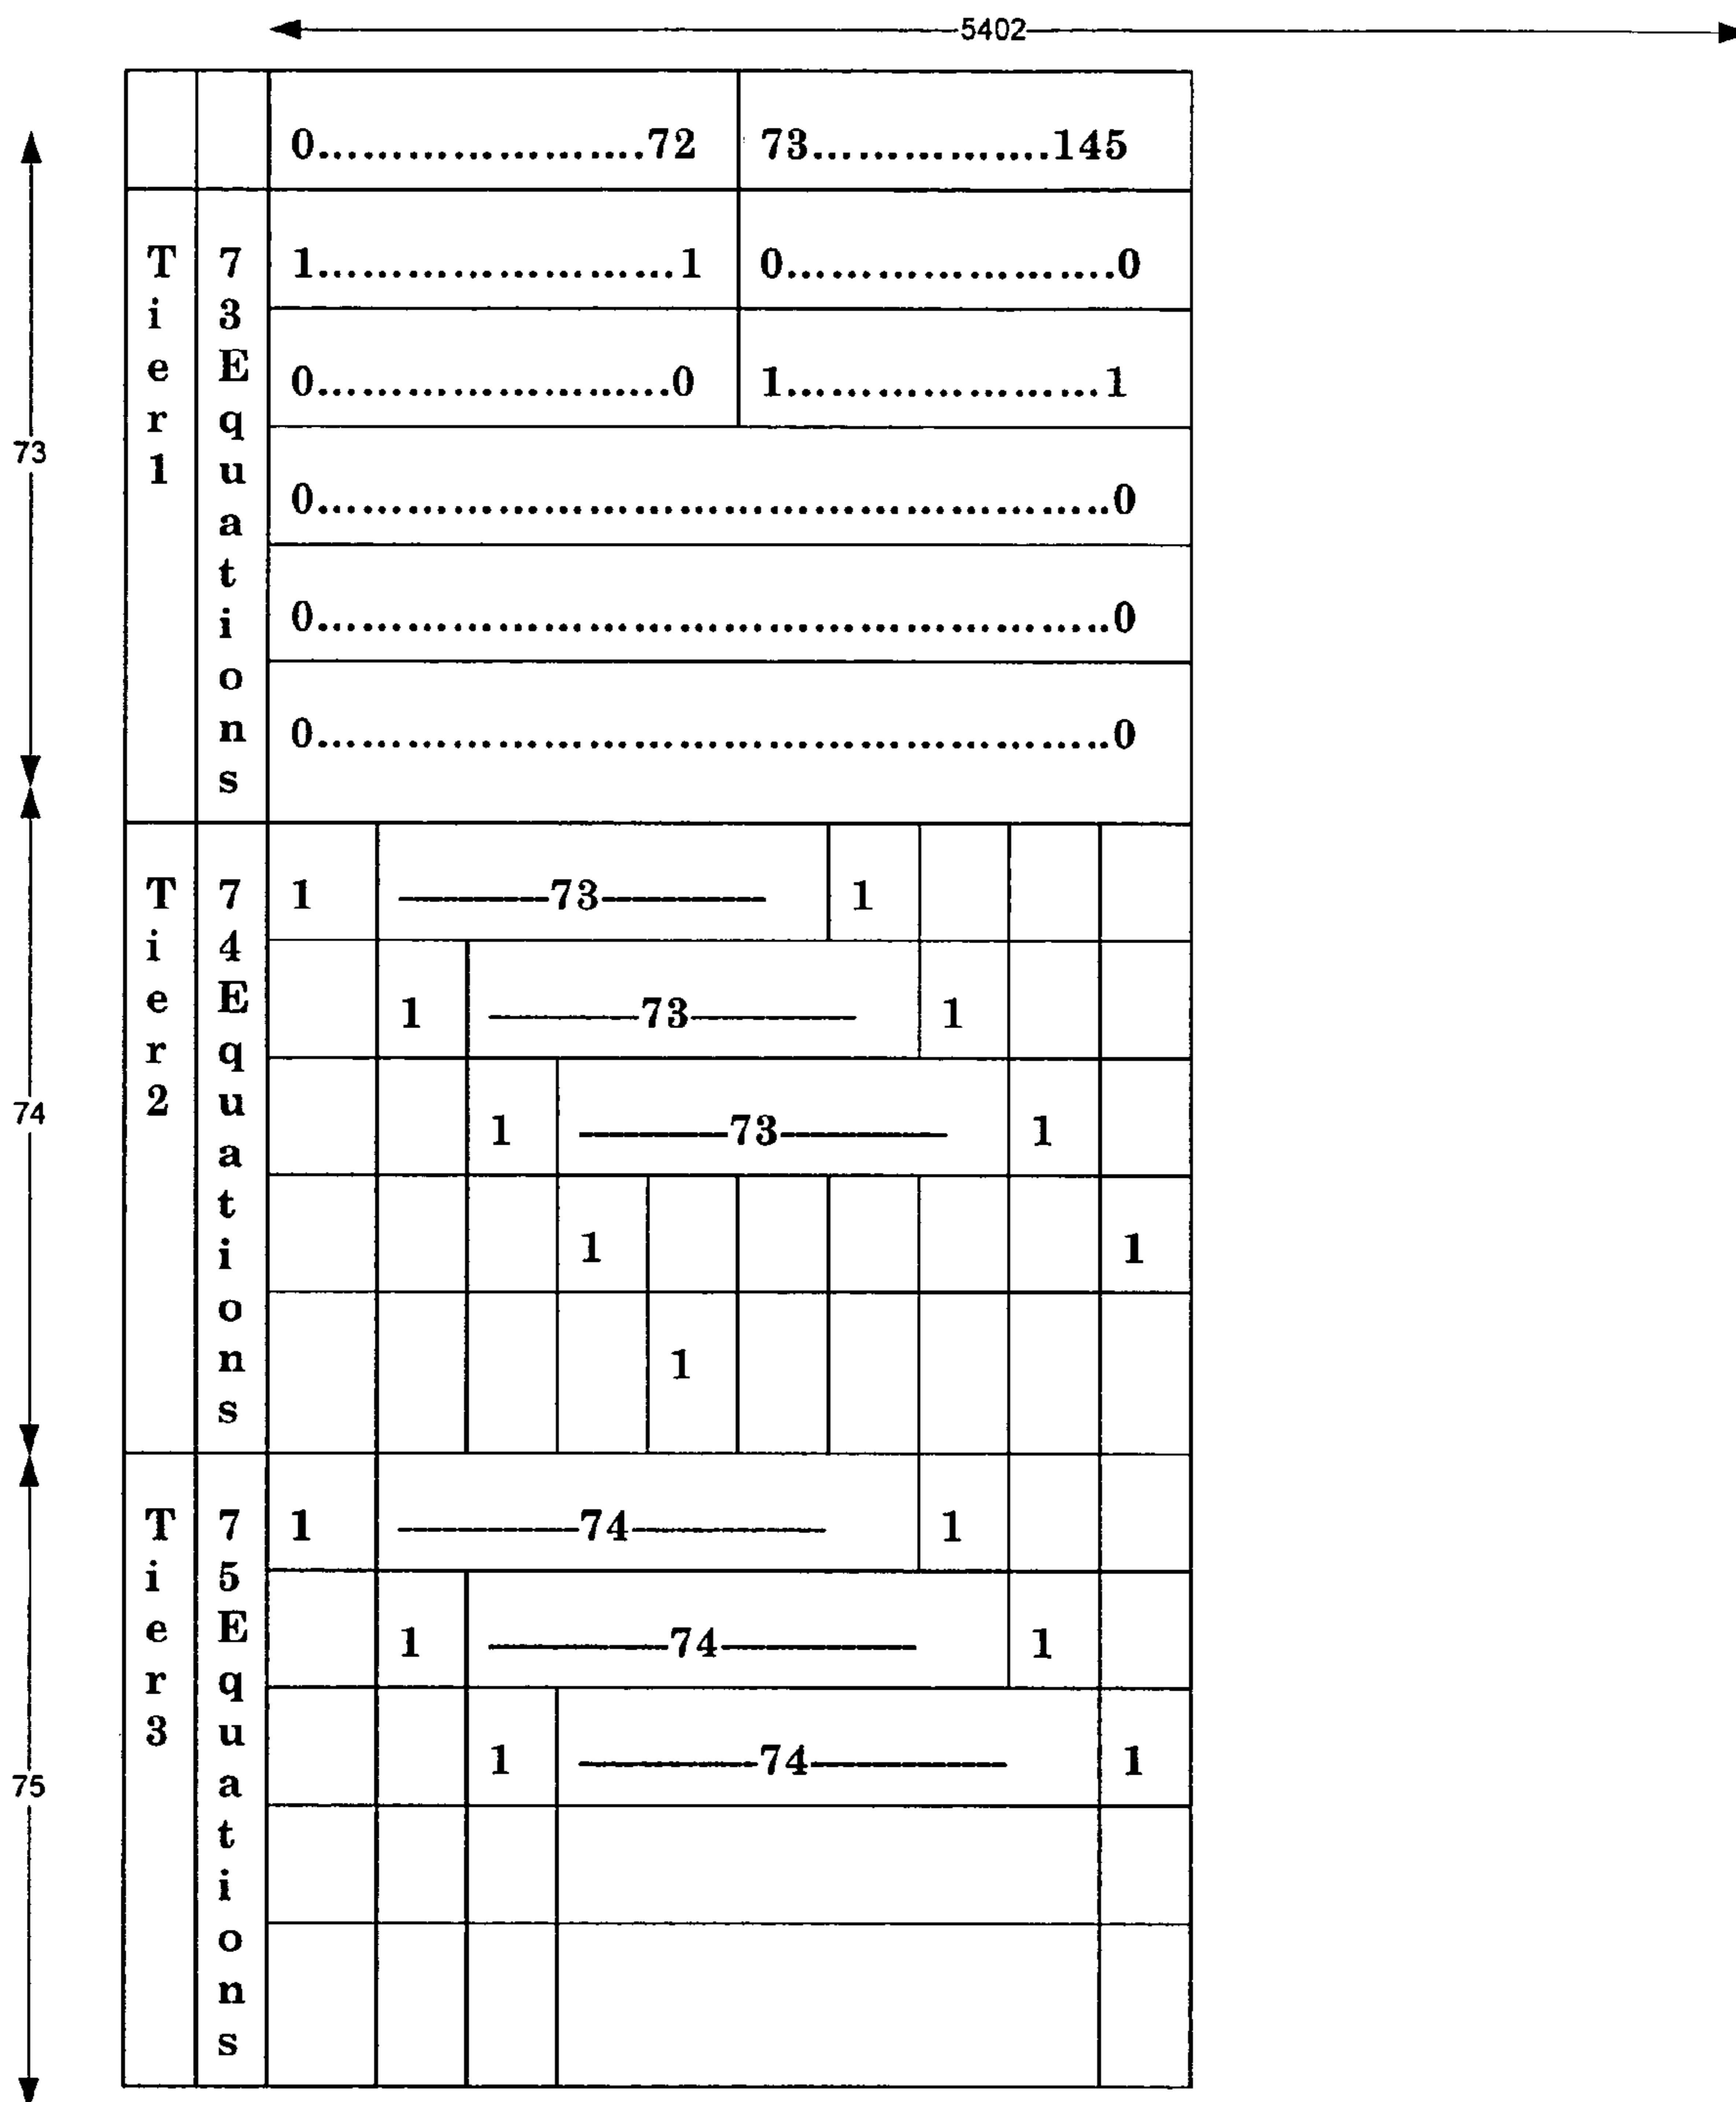 5402
0......................72 73................145
73
Tier1
73Equations
1........................1 0......................0
0........................0 1.....................1
0.....................................................0
0.....................................................0
0.....................................................0
74
Tier2
74Equations
1 ―――73――― 1
1 ―――73――― 1
1 ―――73――― 1
1 1
1
75
Tier3
75Equations
1 ―――74――― 1
1 ―――74――― 1
1 ―――74――― 1